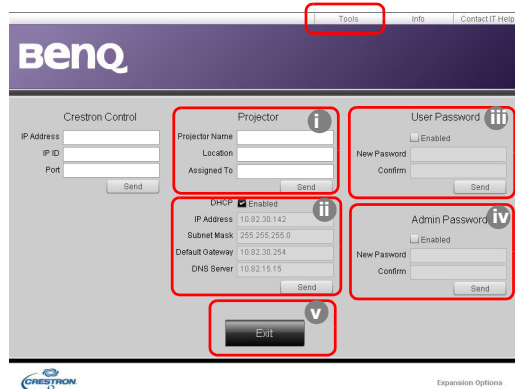 Tools Info Contact IT Help
BenQ
Crestron Control
IP Address
IP ID
Port
Send
Projector i
Projector Name
Location
Assigned To
Send
DHCP Enabled ii
IP Address 10.82.30.142
Subnet Mask 255.255.255.0
Default Gateway 10.82.30.254
DNS Server 10.82.15.15
Send
User Password iii
Enabled
New Pasword
Confirm
Send
Admin Password iv
Enabled
New Pasword
Confirm
Send
v
Exit
CRESTRON Expansion Options